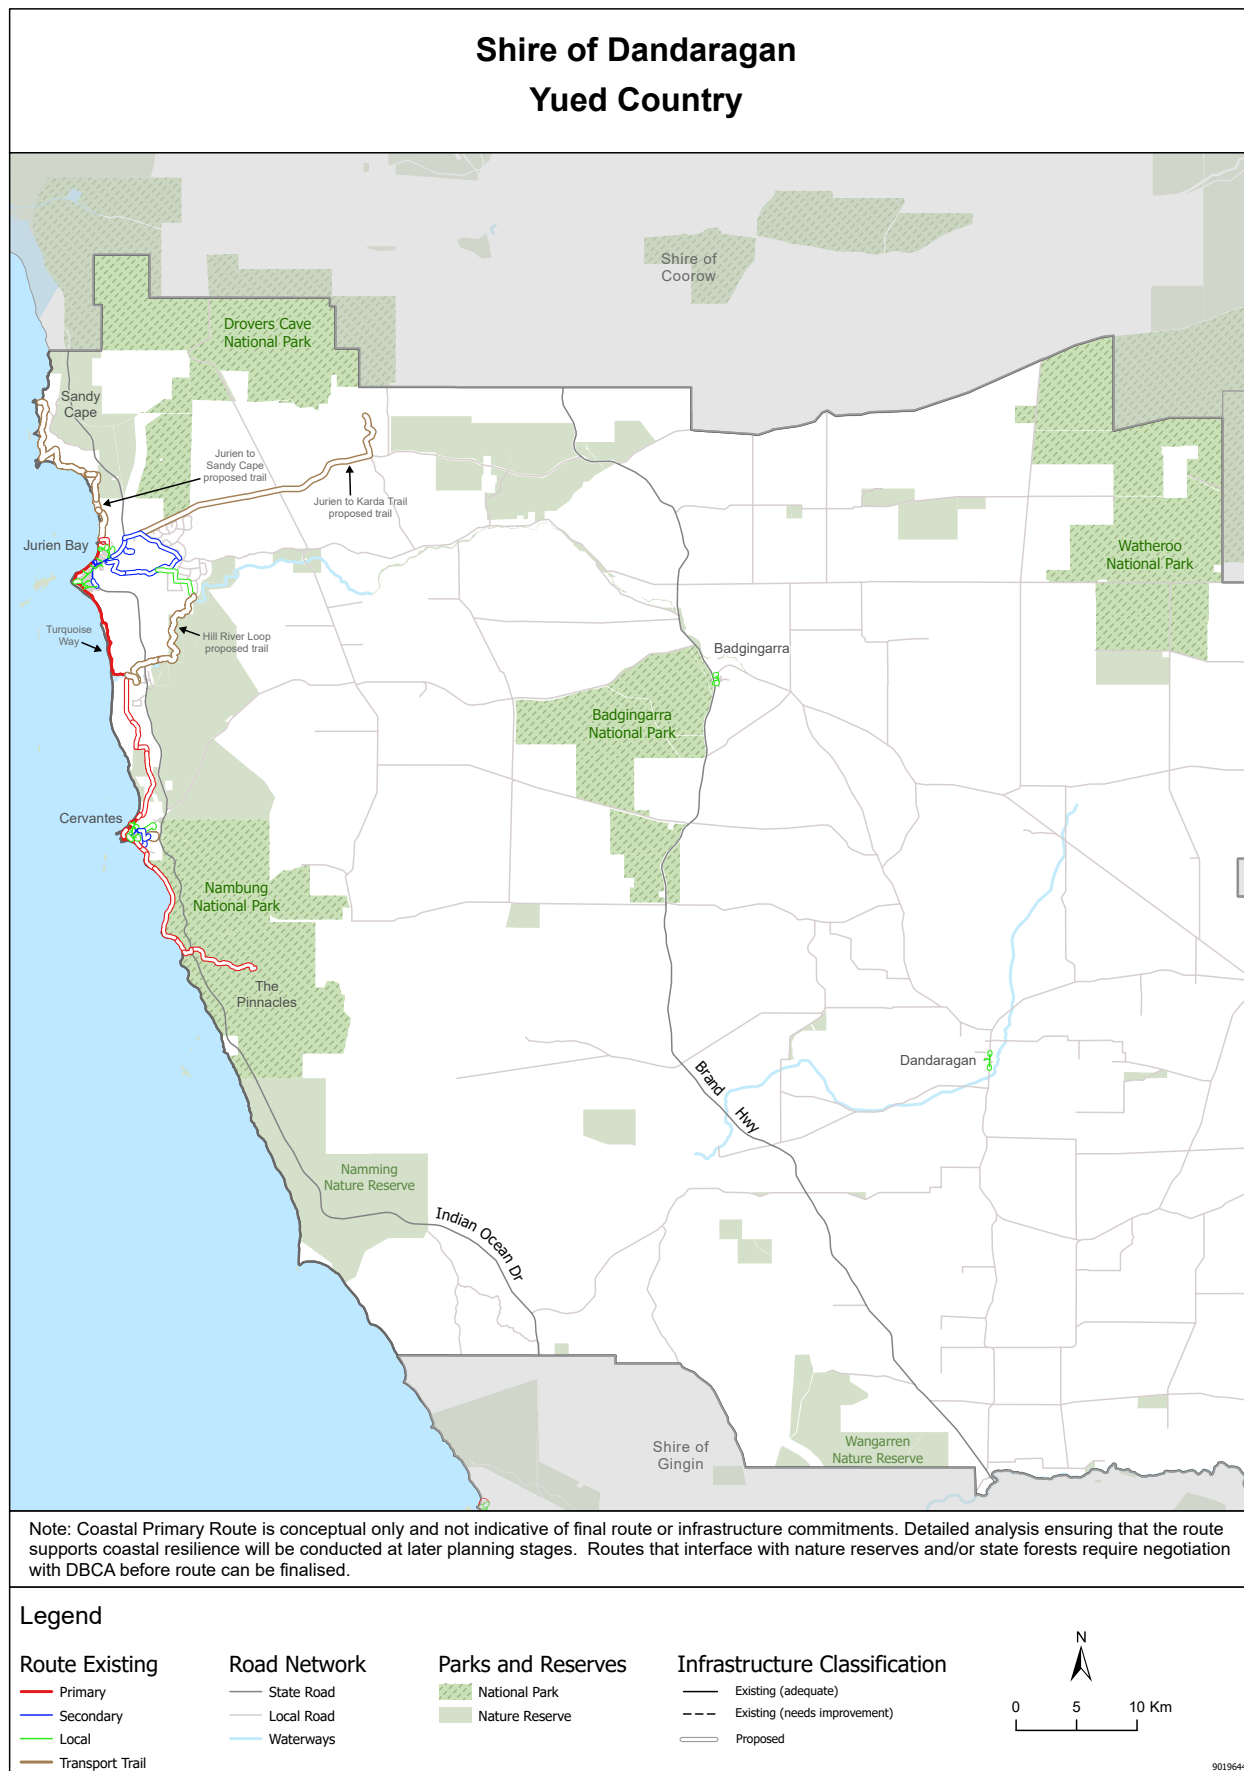 Shire of Dandaragan
Yued Country
Shire of
Coorow
Drovers Cave
National Park
Sandy
Cape
Jurien to
Sandy Cape
proposed trail
Jurien to Karda Trail
proposed trail
Jurien Bay
Watheroo
National Park
Turquoise
Way
Hill River Loop
proposed trail
Badgingarra
Badgingarra
National Park
Cervantes
Nambung
National Park
The
Pinnacles
Dandaragan
Brand Hwy
Namming
Nature Reserve
Indian Ocean Dr
Shire of
Gingin
Wangarren
Nature Reserve
Note: Coastal Primary Route is conceptual only and not indicative of final route or infrastructure commitments. Detailed analysis ensuring that the route
supports coastal resilience will be conducted at later planning stages. Routes that interface with nature reserves and/or state forests require negotiation
with DBCA before route can be finalised.
Legend
Route Existing
Primary
Secondary
Local
Transport Trail
Road Network
State Road
Local Road
Waterways
Parks and Reserves
National Park
Nature Reserve
Infrastructure Classification
Existing (adequate)
Existing (needs improvement)
Proposed
N
0 5 10 Km
9019644